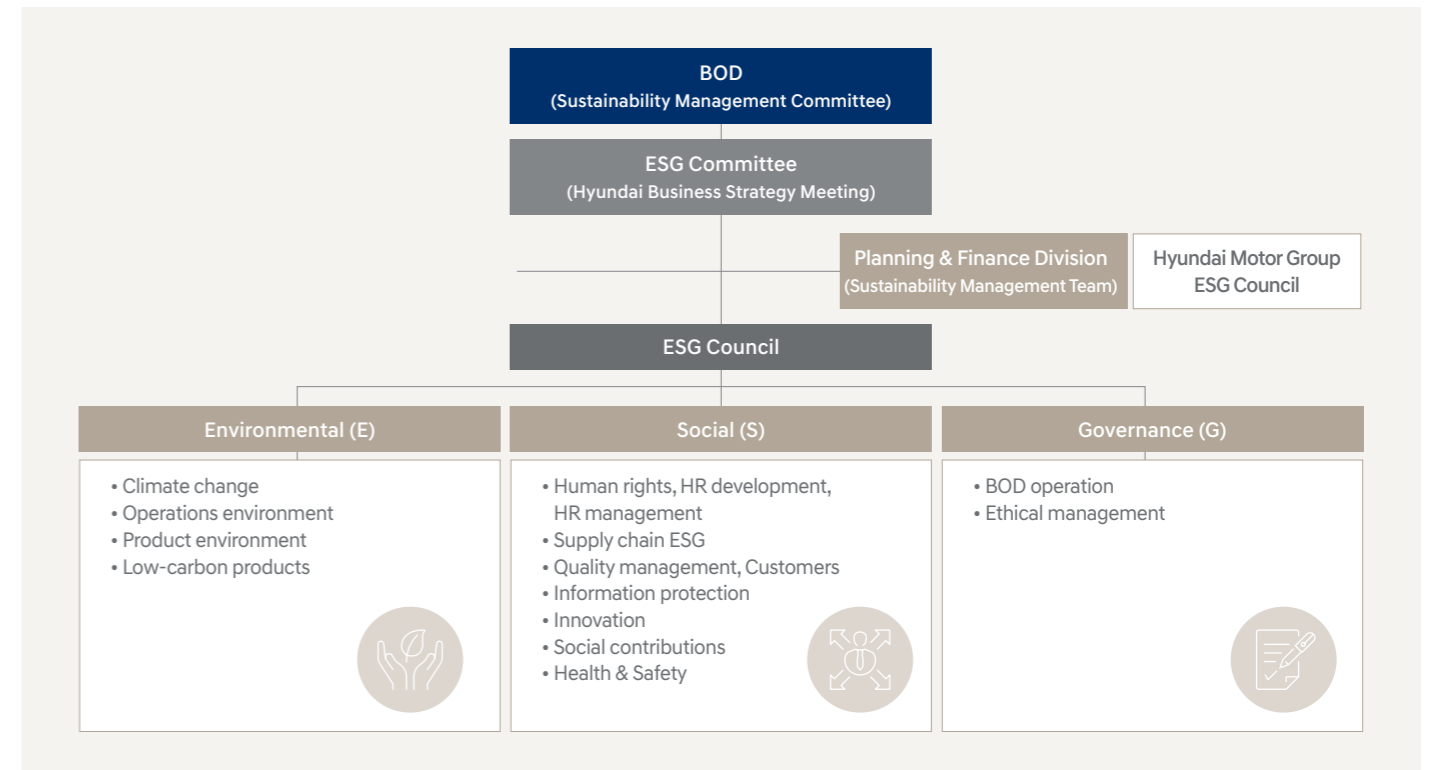 BOD
(Sustainability Management Committee)
ESG Committee
(Hyundai Business Strategy Meeting)
Planning & Finance Division
(Sustainability Management Team)
Hyundai Motor Group
ESG Council
ESG Council
Environmental (E)
• Climate change
• Operations environment
• Product environment
• Low-carbon products
Social (S)
• Human rights, HR development,
HR management
• Supply chain ESG
• Quality management, Customers
• Information protection
• Innovation
• Social contributions
• Health & Safety
Governance (G)
• BOD operation
• Ethical management